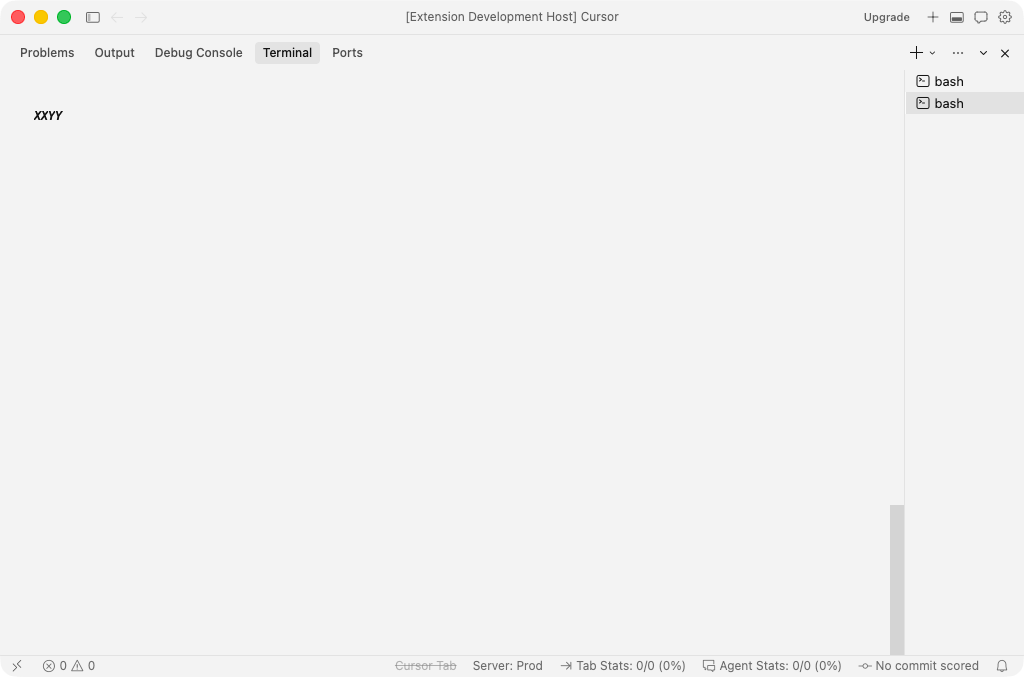 [Extension Development Host] Cursor
Upgrade
Problems Output Debug Console Terminal Ports
bash
bash
XXYY
0 0 Cursor Tab Server: Prod Tab Stats: 0/0 (0%) Agent Stats: 0/0 (0%) No commit scored